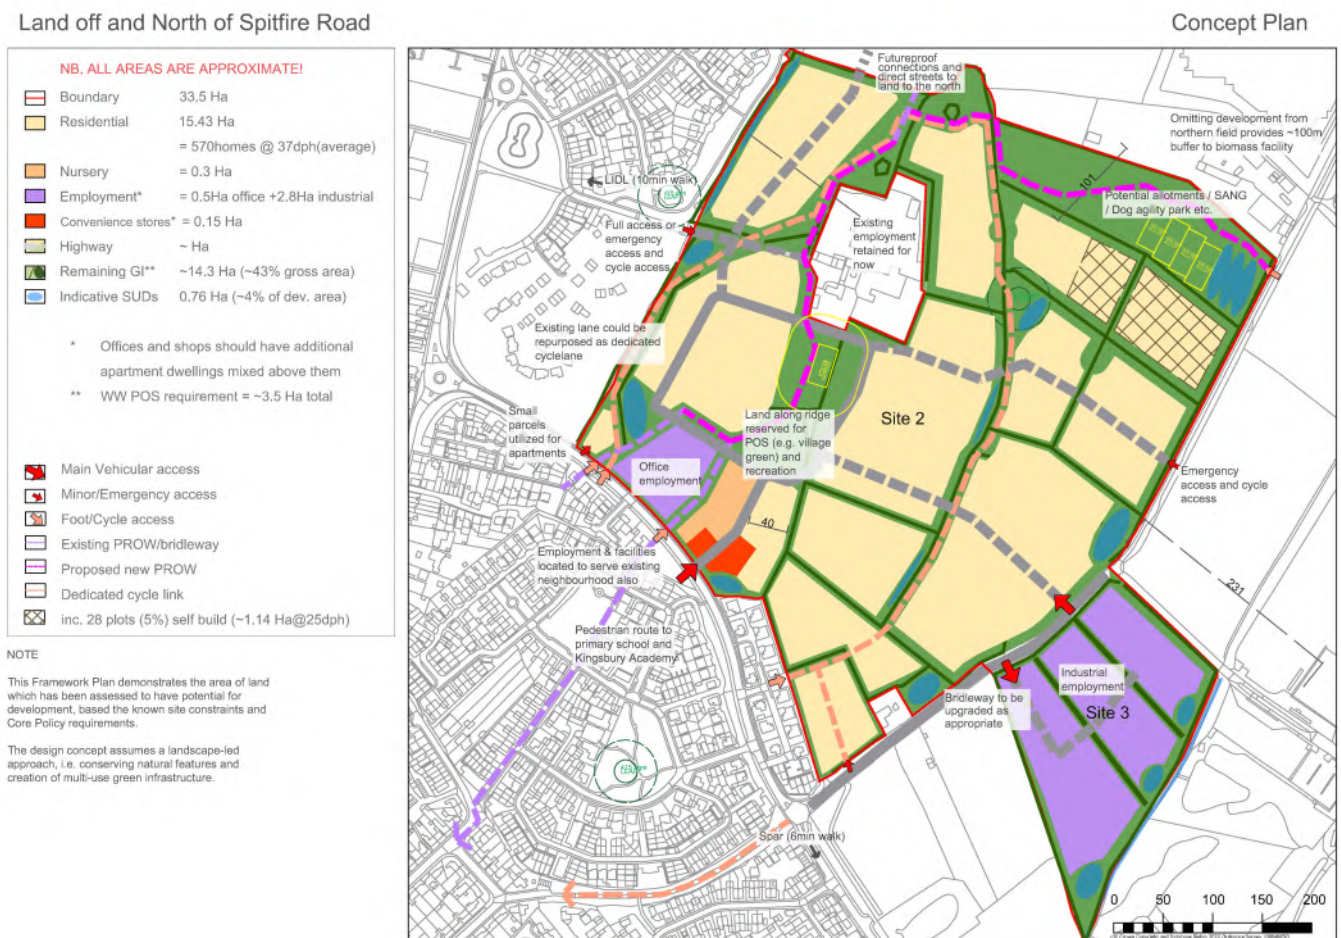 Land off and North of Spitfire Road
Concept Plan
NB. ALL AREAS ARE APPROXIMATE!
Boundary 33.5 Ha
Residential 15.43 Ha
= 570homes @ 37dph(average)
Nursery = 0.3 Ha
Employment* = 0.5Ha office +2.8Ha industrial
Convenience stores* = 0.15 Ha
Highway ~ Ha
Remaining GI** ~14.3 Ha (~43% gross area)
Indicative SUDs 0.76 Ha (~4% of dev. area)
* Offices and shops should have additional
apartment dwellings mixed above them
** WW POS requirement = ~3.5 Ha total
Main Vehicular access
Minor/Emergency access
Foot/Cycle access
Existing PROW/bridleway
Proposed new PROW
Dedicated cycle link
inc. 28 plots (5%) self build (~1.14 Ha@25dph)
NOTE
This Framework Plan demonstrates the area of land
which has been assessed to have potential for
development, based the known site constraints and
Core Policy requirements.
The design concept assumes a landscape-led
approach, i.e. conserving natural features and
creation of multi-use green infrastructure.
Futureproof
connections and
direct streets to
land to the north
Omitting development from
northern field provides ~100m
buffer to biomass facility
LIDL (10min walk)
101
Potential allotments / SANG
/ Dog agility park etc.
Full access or
emergency
access and
cycle access
Existing
employment
retained for
now
Existing lane could be
repurposed as dedicated
cyclelane
Small
parcels
utilized for
apartments
Land along ridge
reserved for
POS (e.g. village
green) and
recreation
Site 2
Office
employment
Emergency
access and cycle
access
40
Employment & facilities
located to serve existing
neighbourhood also
231
Pedestrian route to
primary school and
Kingsbury Academy
Industrial
employment
Bridleway to be
upgraded as
appropriate
Site 3
Spar (6min walk)
0 50 100 150 200